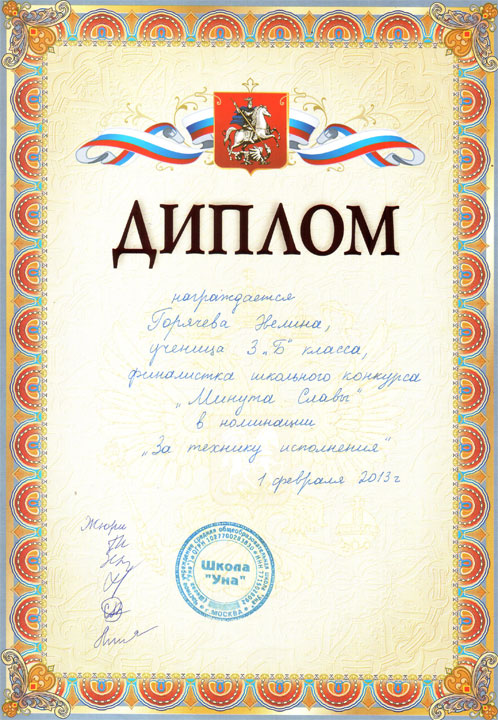 ДИПЛОМ
награждается
Горячева Эвелина,
ученица 3 „Б" класса,
финалистка школьного конкурса
„Минута Славы"
в номинации
„За технику исполнения"
1 февраля 2013 г
Жюри
Школа
"Уна"
МОСКВА